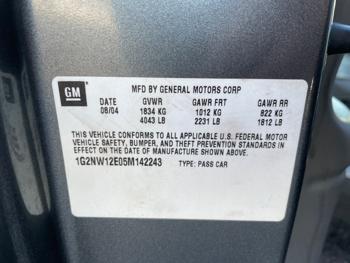 GM
MFD BY GENERAL MOTORS CORP
DATE GVWR GAWR FRT GAWR RR
08/04 1834 KG 1012 KG 822 KG
4043 LB 2231 LB 1812 LB
THIS VEHICLE CONFORMS TO ALL APPLICABLE U.S. FEDERAL MOTOR
VEHICLE SAFETY, BUMPER, AND THEFT PREVENTION STANDARDS IN
EFFECT ON THE DATE OF MANUFACTURE SHOWN ABOVE.
1G2NW12E05M142243 TYPE: PASS CAR